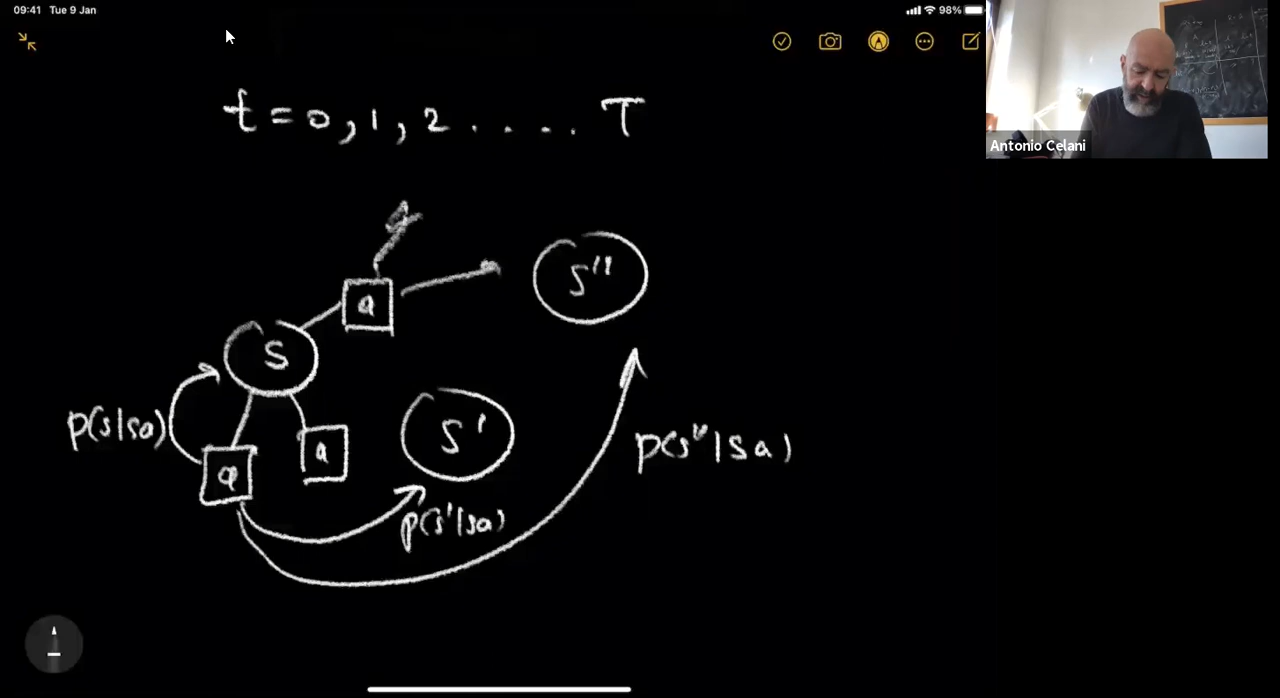 09:41 Tue 9 Jan
98%
Antonio Celani
t = 0, 1, 2 . . . . . T
a
s''
s
p(s|sa)
s'
a
a
p(s''|sa)
p(s'|sa)